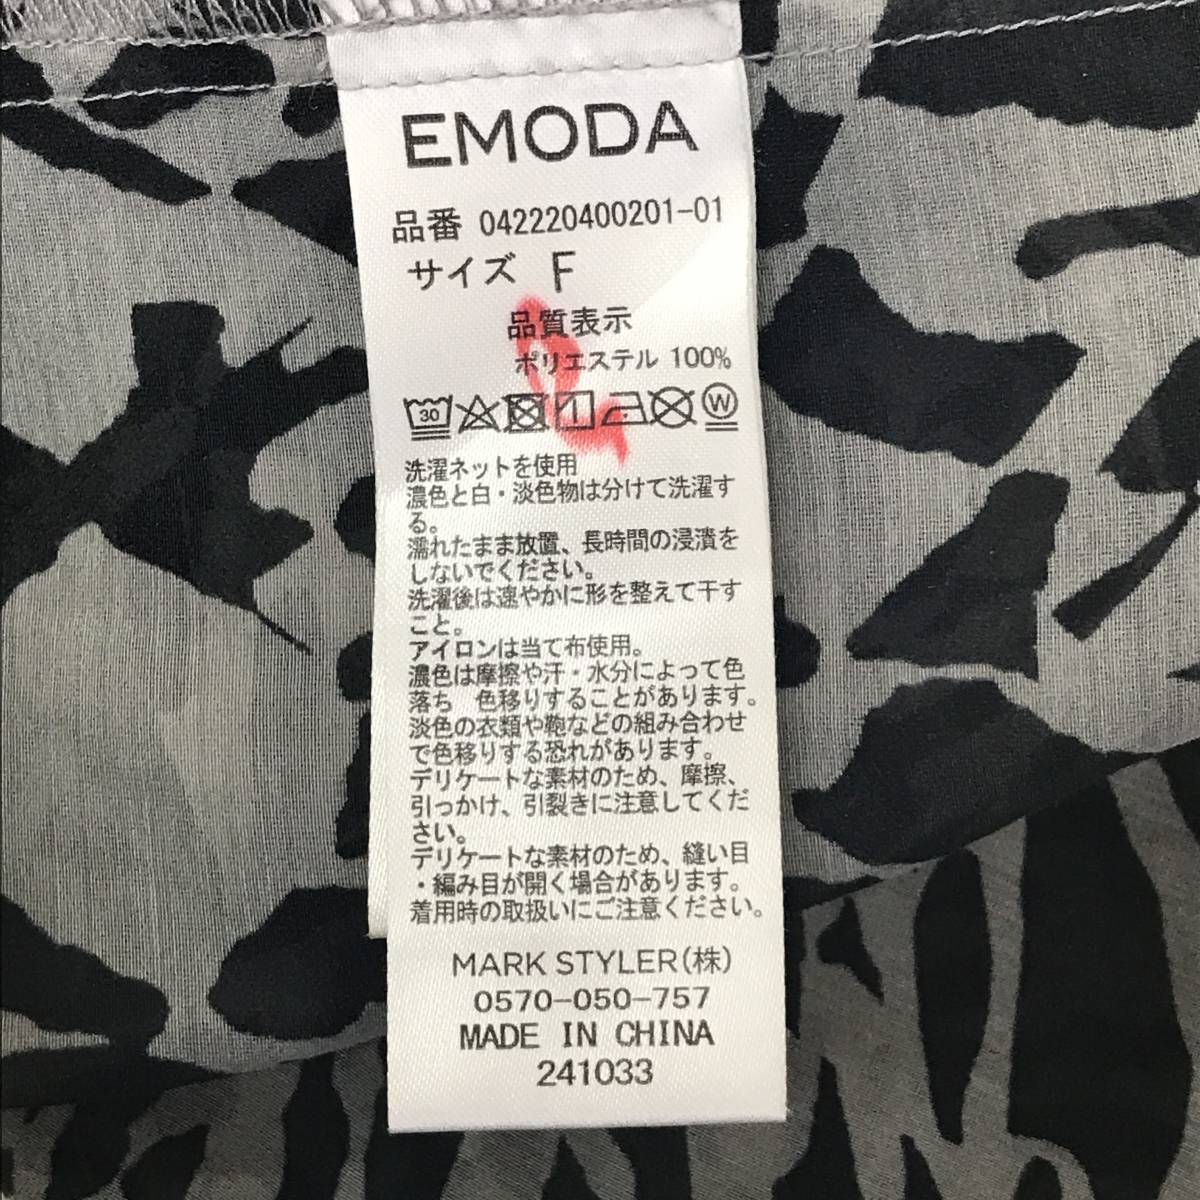 EMODA
品番 042220400201-01
サイズ F
品質表示
ポリエステル 100%
30 W
洗濯ネットを使用
濃色と白・淡色物は分けて洗濯す
る。
濡れたまま放置、長時間の浸漬を
しないでください。
洗濯後は速やかに形を整えて干す
こと。
アイロンは当て布使用。
濃色は摩擦や汗・水分によって色
落ち 色移りすることがあります。
淡色の衣類や鞄などの組み合わせ
で色移りする恐れがあります。
デリケートな素材のため、摩擦、
引っかけ、引裂きに注意してくだ
さい。
デリケートな素材のため、縫い目
・編み目が開く場合があります。
着用時の取扱いにご注意ください。
MARK STYLER(株)
0570-050-757
MADE IN CHINA
241033